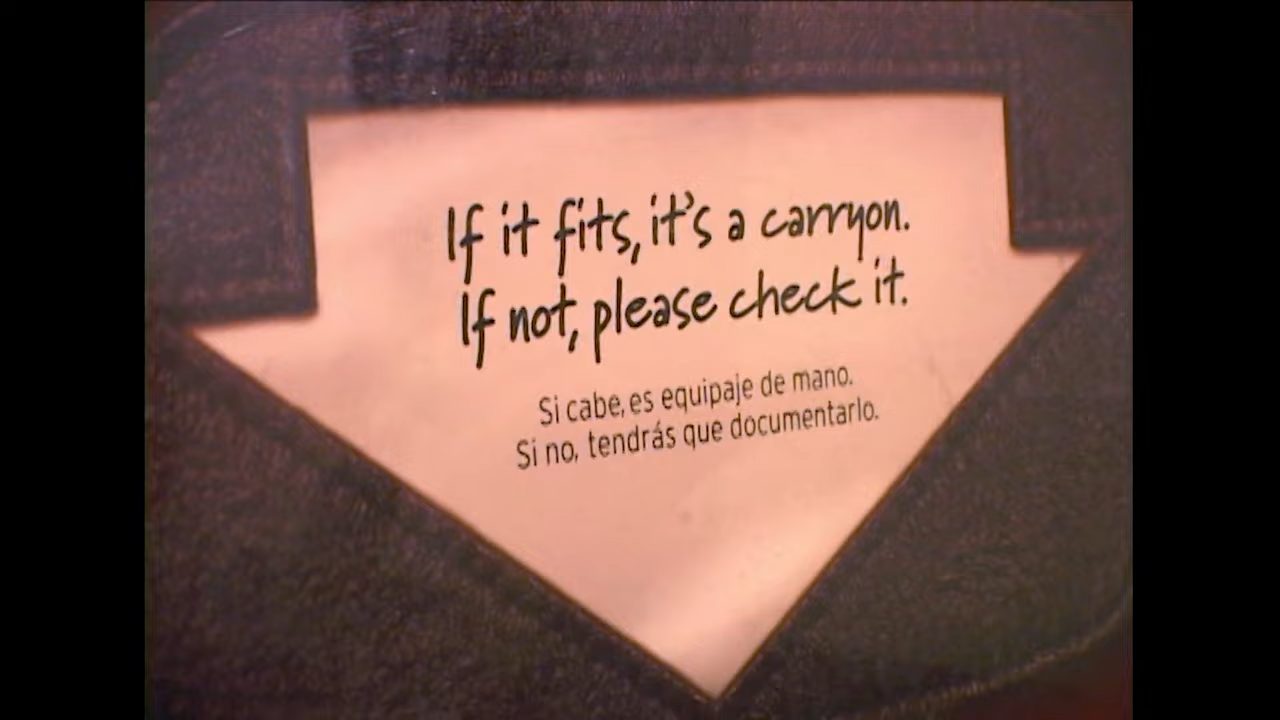 If it fits, it's a carryon.
If not, please check it.
Si cabe, es equipaje de mano.
Si no, tendrás que documentarlo.